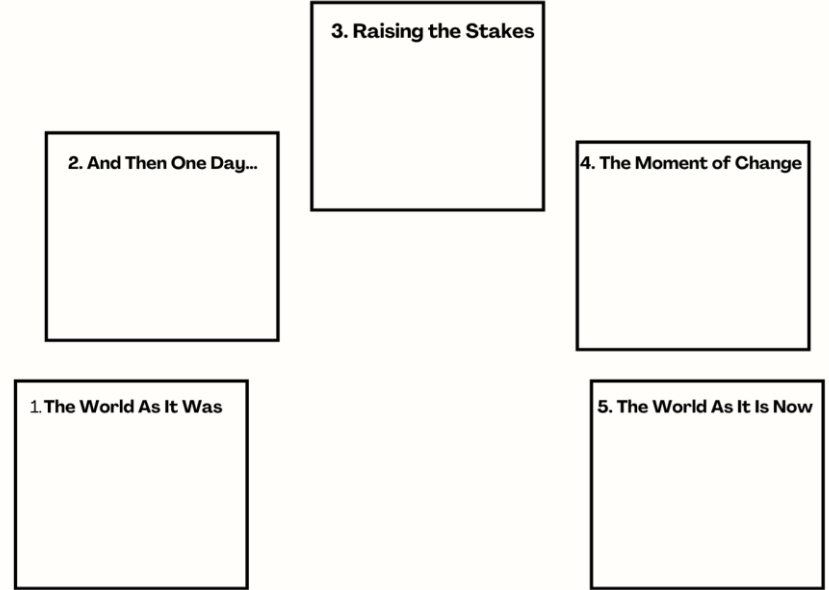 1. The World As It Was
2. And Then One Day...
3. Raising the Stakes
4. The Moment of Change
5. The World As It Is Now